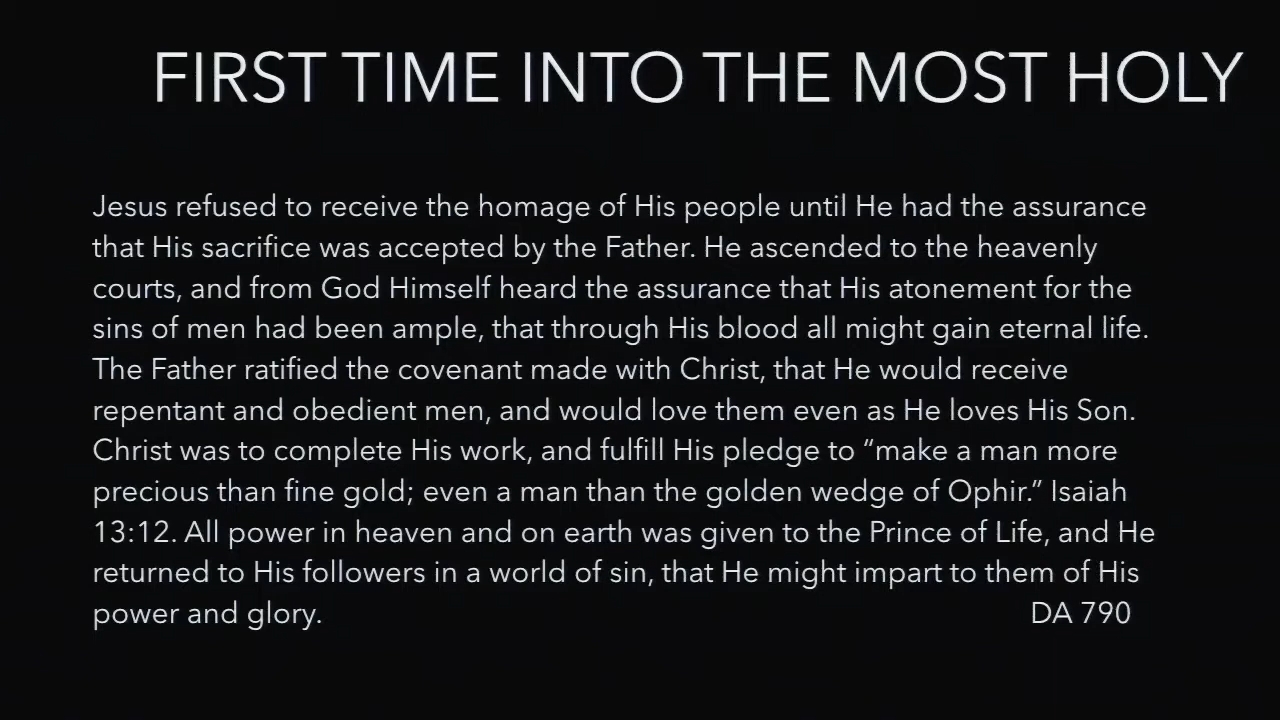 FIRST TIME INTO THE MOST HOLY
Jesus refused to receive the homage of His people until He had the assurance
that His sacrifice was accepted by the Father. He ascended to the heavenly
courts, and from God Himself heard the assurance that His atonement for the
sins of men had been ample, that through His blood all might gain eternal life.
The Father ratified the covenant made with Christ, that He would receive
repentant and obedient men, and would love them even as He loves His Son.
Christ was to complete His work, and fulfill His pledge to “make a man more
precious than fine gold; even a man than the golden wedge of Ophir.” Isaiah
13:12. All power in heaven and on earth was given to the Prince of Life, and He
returned to His followers in a world of sin, that He might impart to them of His
power and glory. DA 790